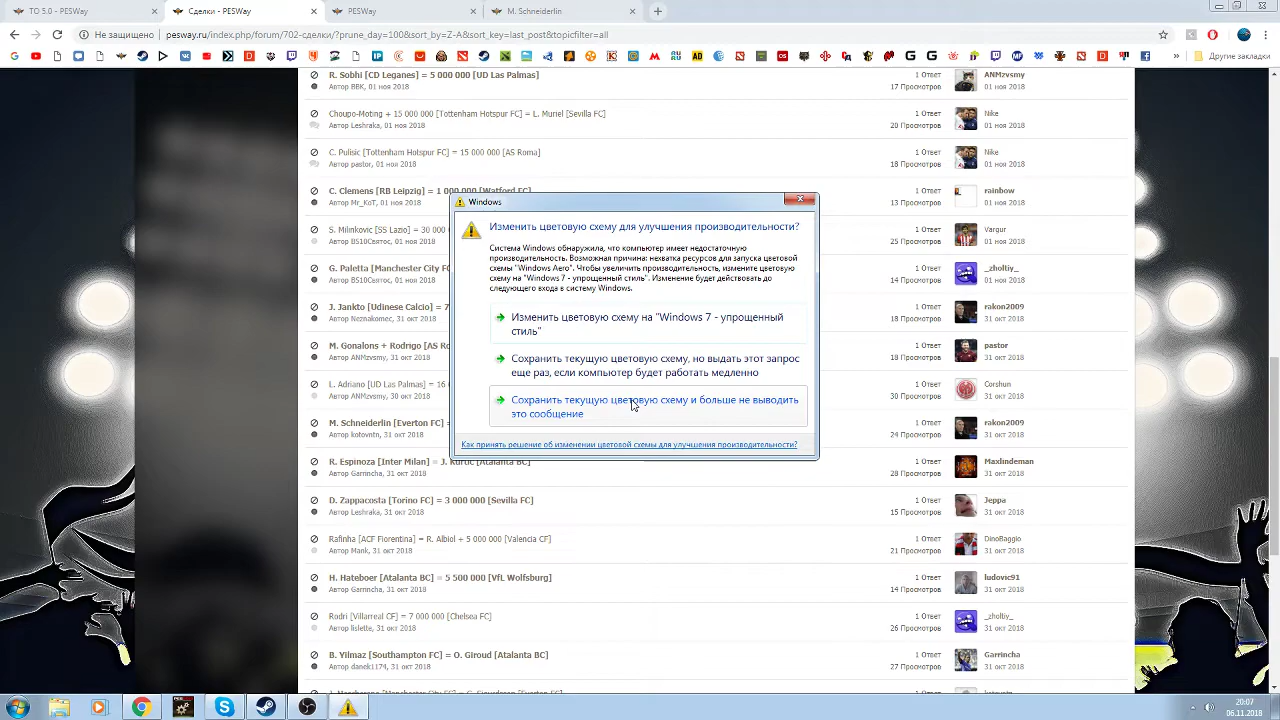 TO 5.0 - PESWay
Сделки - PESWay
PESWay
M. Schneiderlin
Не защищено
pesway.ru/index.php/forum/702-сделки/?prune_day=100&sort_by=Z-A&sort_key=last_post&topicfilter=all
Другие закладки
R. Sobhi [CD Leganes] = 5 000 000 [UD Las Palmas]
1 Ответ
ANMzvsmy
Автор BBK, 01 ноя 2018
17 Просмотров
01 ноя 2018
Choupo-Moting + 15 000 000 [Tottenham Hotspur FC] = L. Muriel [Sevilla FC]
1 Ответ
Nike
Автор Leshraka, 01 ноя 2018
20 Просмотров
01 ноя 2018
C. Pulisic [Tottenham Hotspur FC] = 15 000 000 [AS Roma]
1 Ответ
Nike
Автор pastor, 01 ноя 2018
18 Просмотров
01 ноя 2018
C. Clemens [RB Leipzig] = 1 000 000 [Watford FC]
1 Ответ
rainbow
Автор Mr_KoT, 01 ноя 2018
13 Просмотров
01 ноя 2018
Windows
Изменить цветовую схему для улучшения производительности?
Система Windows обнаружила, что компьютер имеет недостаточную
производительность. Возможная причина: нехватка ресурсов для запуска цветовой
схемы "Windows Aero". Чтобы увеличить производительность, измените цветовую
схему на "Windows 7 - упрощенный". Изменения будут действовать до
следующего входа в систему Windows.
Изменить цветовую схему на "Windows 7 - упрощенный
стиль"
Сохранить текущую цветовую схему, но выдать этот запрос
еще раз, если компьютер будет работать медленно
Сохранить текущую цветовую схему и больше не выводить
это сообщение
Как принять решение об изменении цветовой схемы для улучшения производительности?
S. Milinkovic [SS Lazio] = 30 000
1 Ответ
Vargur
Автор BS10Святос, 01 ноя 2018
25 Просмотров
01 ноя 2018
G. Paletta [Manchester City F
1 Ответ
_zholtiy_
Автор BS10Святос, 01 ноя 2018
14 Просмотров
01 ноя 2018
J. Jankto [Udinese Calcio] = 7
1 Ответ
rakon2009
Автор Neznakomec, 31 окт 2018
18 Просмотров
31 окт 2018
M. Gonalons + Rodrigo [AS Ro
1 Ответ
pastor
Автор ANMzvsmy, 31 окт 2018
38 Просмотров
31 окт 2018
L. Adriano [UD Las Palmas] = 16
1 Ответ
Corshun
Автор ANMzvsmy, 30 окт 2018
30 Просмотров
31 окт 2018
M. Schneiderlin [Everton FC] =
1 Ответ
rakon2009
Автор kotovntn, 31 окт 2018
24 Просмотров
31 окт 2018
R. Espinoza [Inter Milan] = J. Kurtic [Atalanta BC]
1 Ответ
Maxlindeman
Автор Garrincha, 31 окт 2018
28 Просмотров
31 окт 2018
D. Zappacosta [Torino FC] = 3 000 000 [Sevilla FC]
1 Ответ
Jeppa
Автор Leshraka, 31 окт 2018
15 Просмотров
31 окт 2018
Rafinha [ACF Fiorentina] = R. Albiol + 5 000 000 [Valencia CF]
1 Ответ
DinoBaggio
Автор Mank, 31 окт 2018
21 Просмотров
31 окт 2018
H. Hateboer [Atalanta BC] = 5 500 000 [VfL Wolfsburg]
1 Ответ
ludovic91
Автор Garrincha, 31 окт 2018
14 Просмотров
31 окт 2018
Rodri [Villarreal CF] = 7 000 000 [Chelsea FC]
1 Ответ
_zholtiy_
Автор lislette, 31 окт 2018
16 Просмотров
31 окт 2018
B. Yilmaz [Southampton FC] = O. Giroud [Atalanta BC]
1 Ответ
Garrincha
Автор danek1174, 31 окт 2018
27 Просмотров
31 окт 2018
20:07
06.11.2018